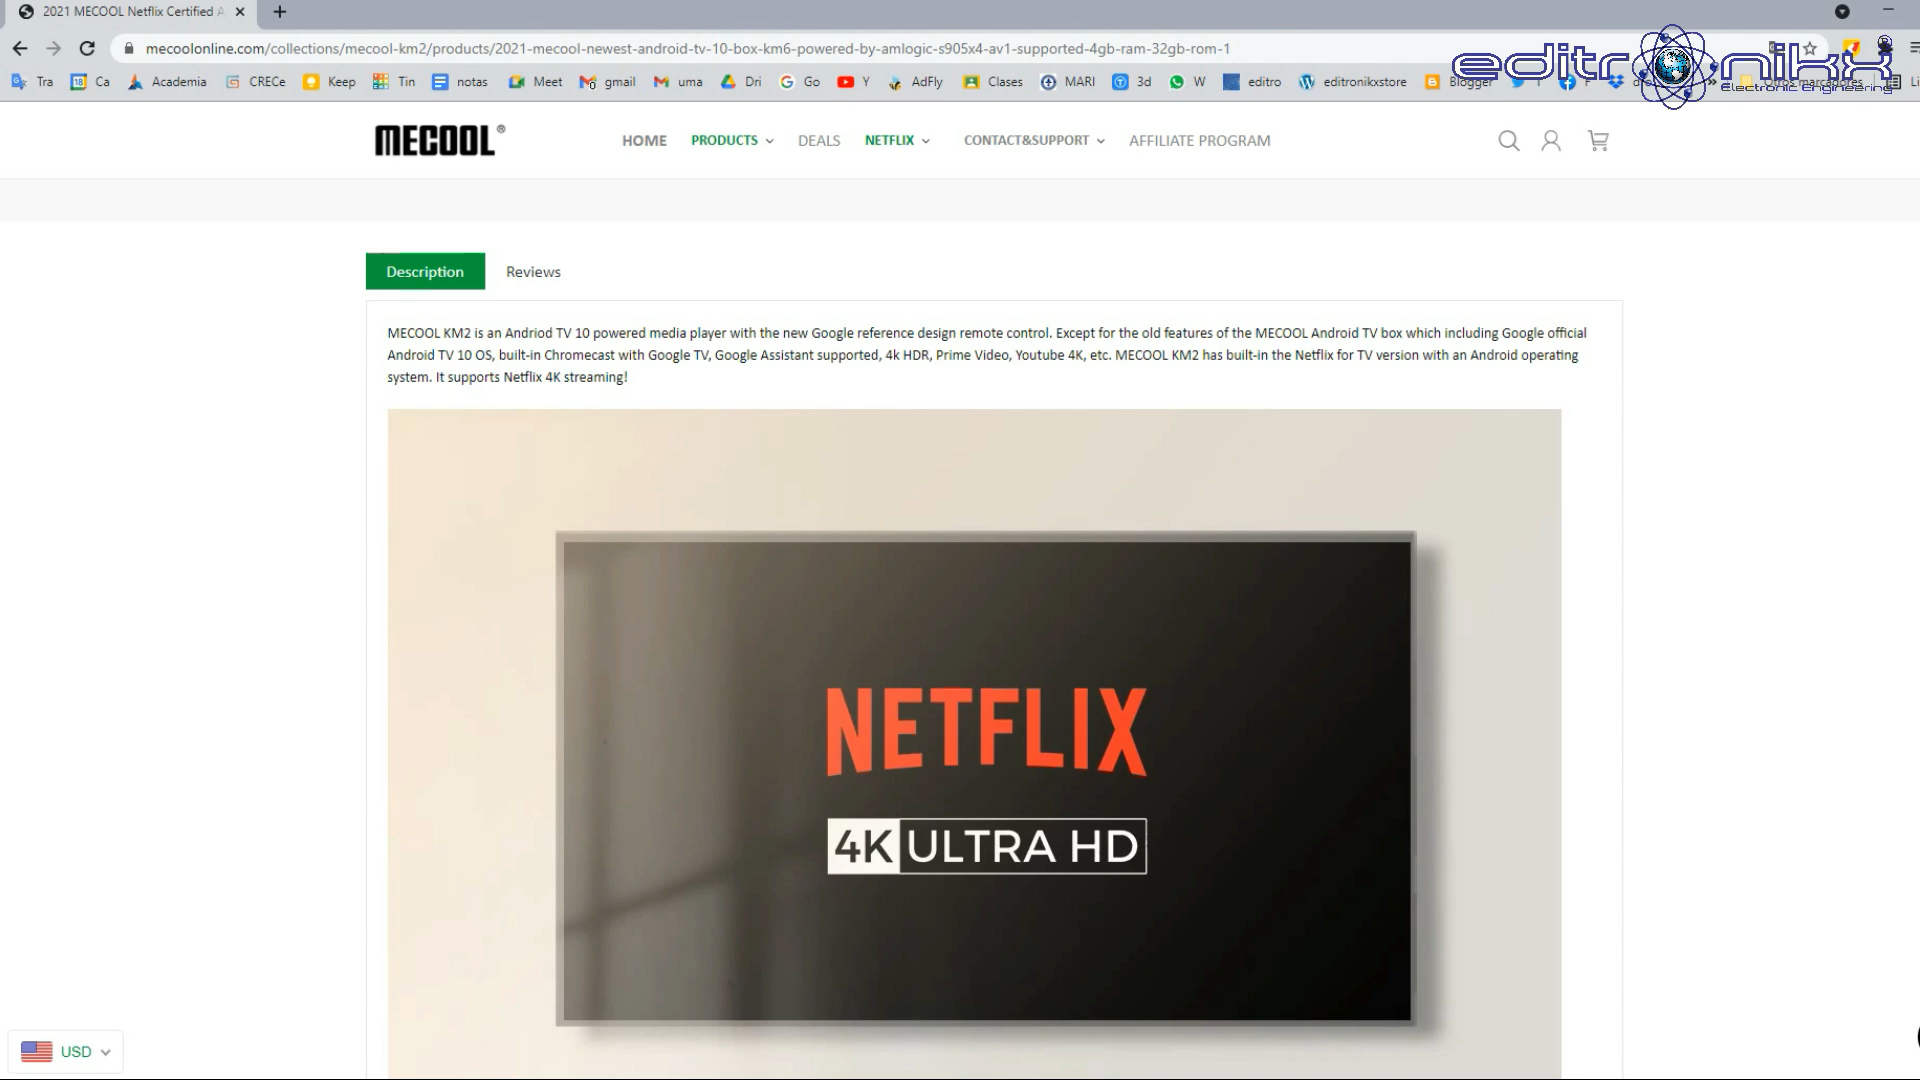 2021 MECOOL Netflix Certified A
mecoolonline.com/collections/mecool-km2/products/2021-mecool-newest-android-tv-10-box-km6-powered-by-amlogic-s905x4-av1-supported-4gb-ram-32gb-rom-1
editronikx
Tra Ca Academia CRECe Keep Tin notas Meet gmail uma Dri Go Y AdFly Clases MARI 3d W editro editronikxstore Blogger T F Otros marcadores Li
Electronic Engineering
MECOOL® HOME PRODUCTS DEALS NETFLIX CONTACT&SUPPORT AFFILIATE PROGRAM
Description Reviews
MECOOL KM2 is an Andriod TV 10 powered media player with the new Google reference design remote control. Except for the old features of the MECOOL Android TV box which including Google official
Android TV 10 OS, built-in Chromecast with Google TV, Google Assistant supported, 4k HDR, Prime Video, Youtube 4K, etc. MECOOL KM2 has built-in the Netflix for TV version with an Android operating
system. It supports Netflix 4K streaming!
NETFLIX
4K ULTRA HD
USD